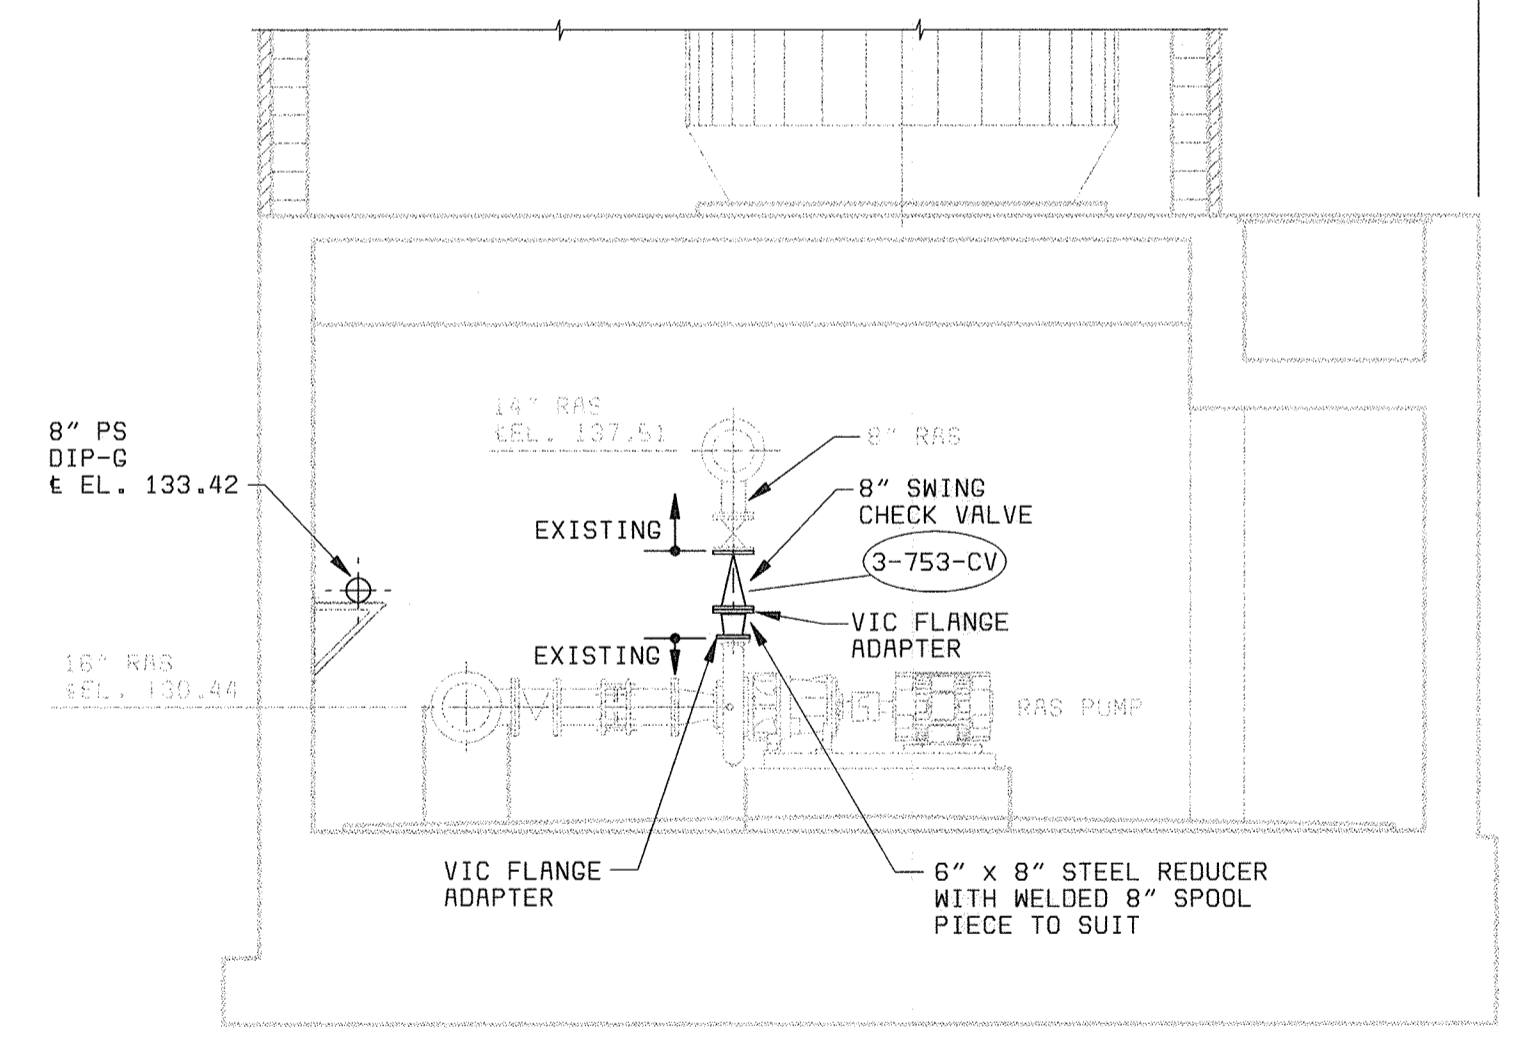 14" RAS
℄EL. 137.51
8" RAS
8" PS
DIP-G
℄ EL. 133.42
8" SWING
CHECK VALVE
EXISTING
3-753-CV
VIC FLANGE
ADAPTER
EXISTING
16" RAS
℄EL. 130.44
RAS PUMP
VIC FLANGE
ADAPTER
6" X 8" STEEL REDUCER
WITH WELDED 8" SPOOL
PIECE TO SUIT